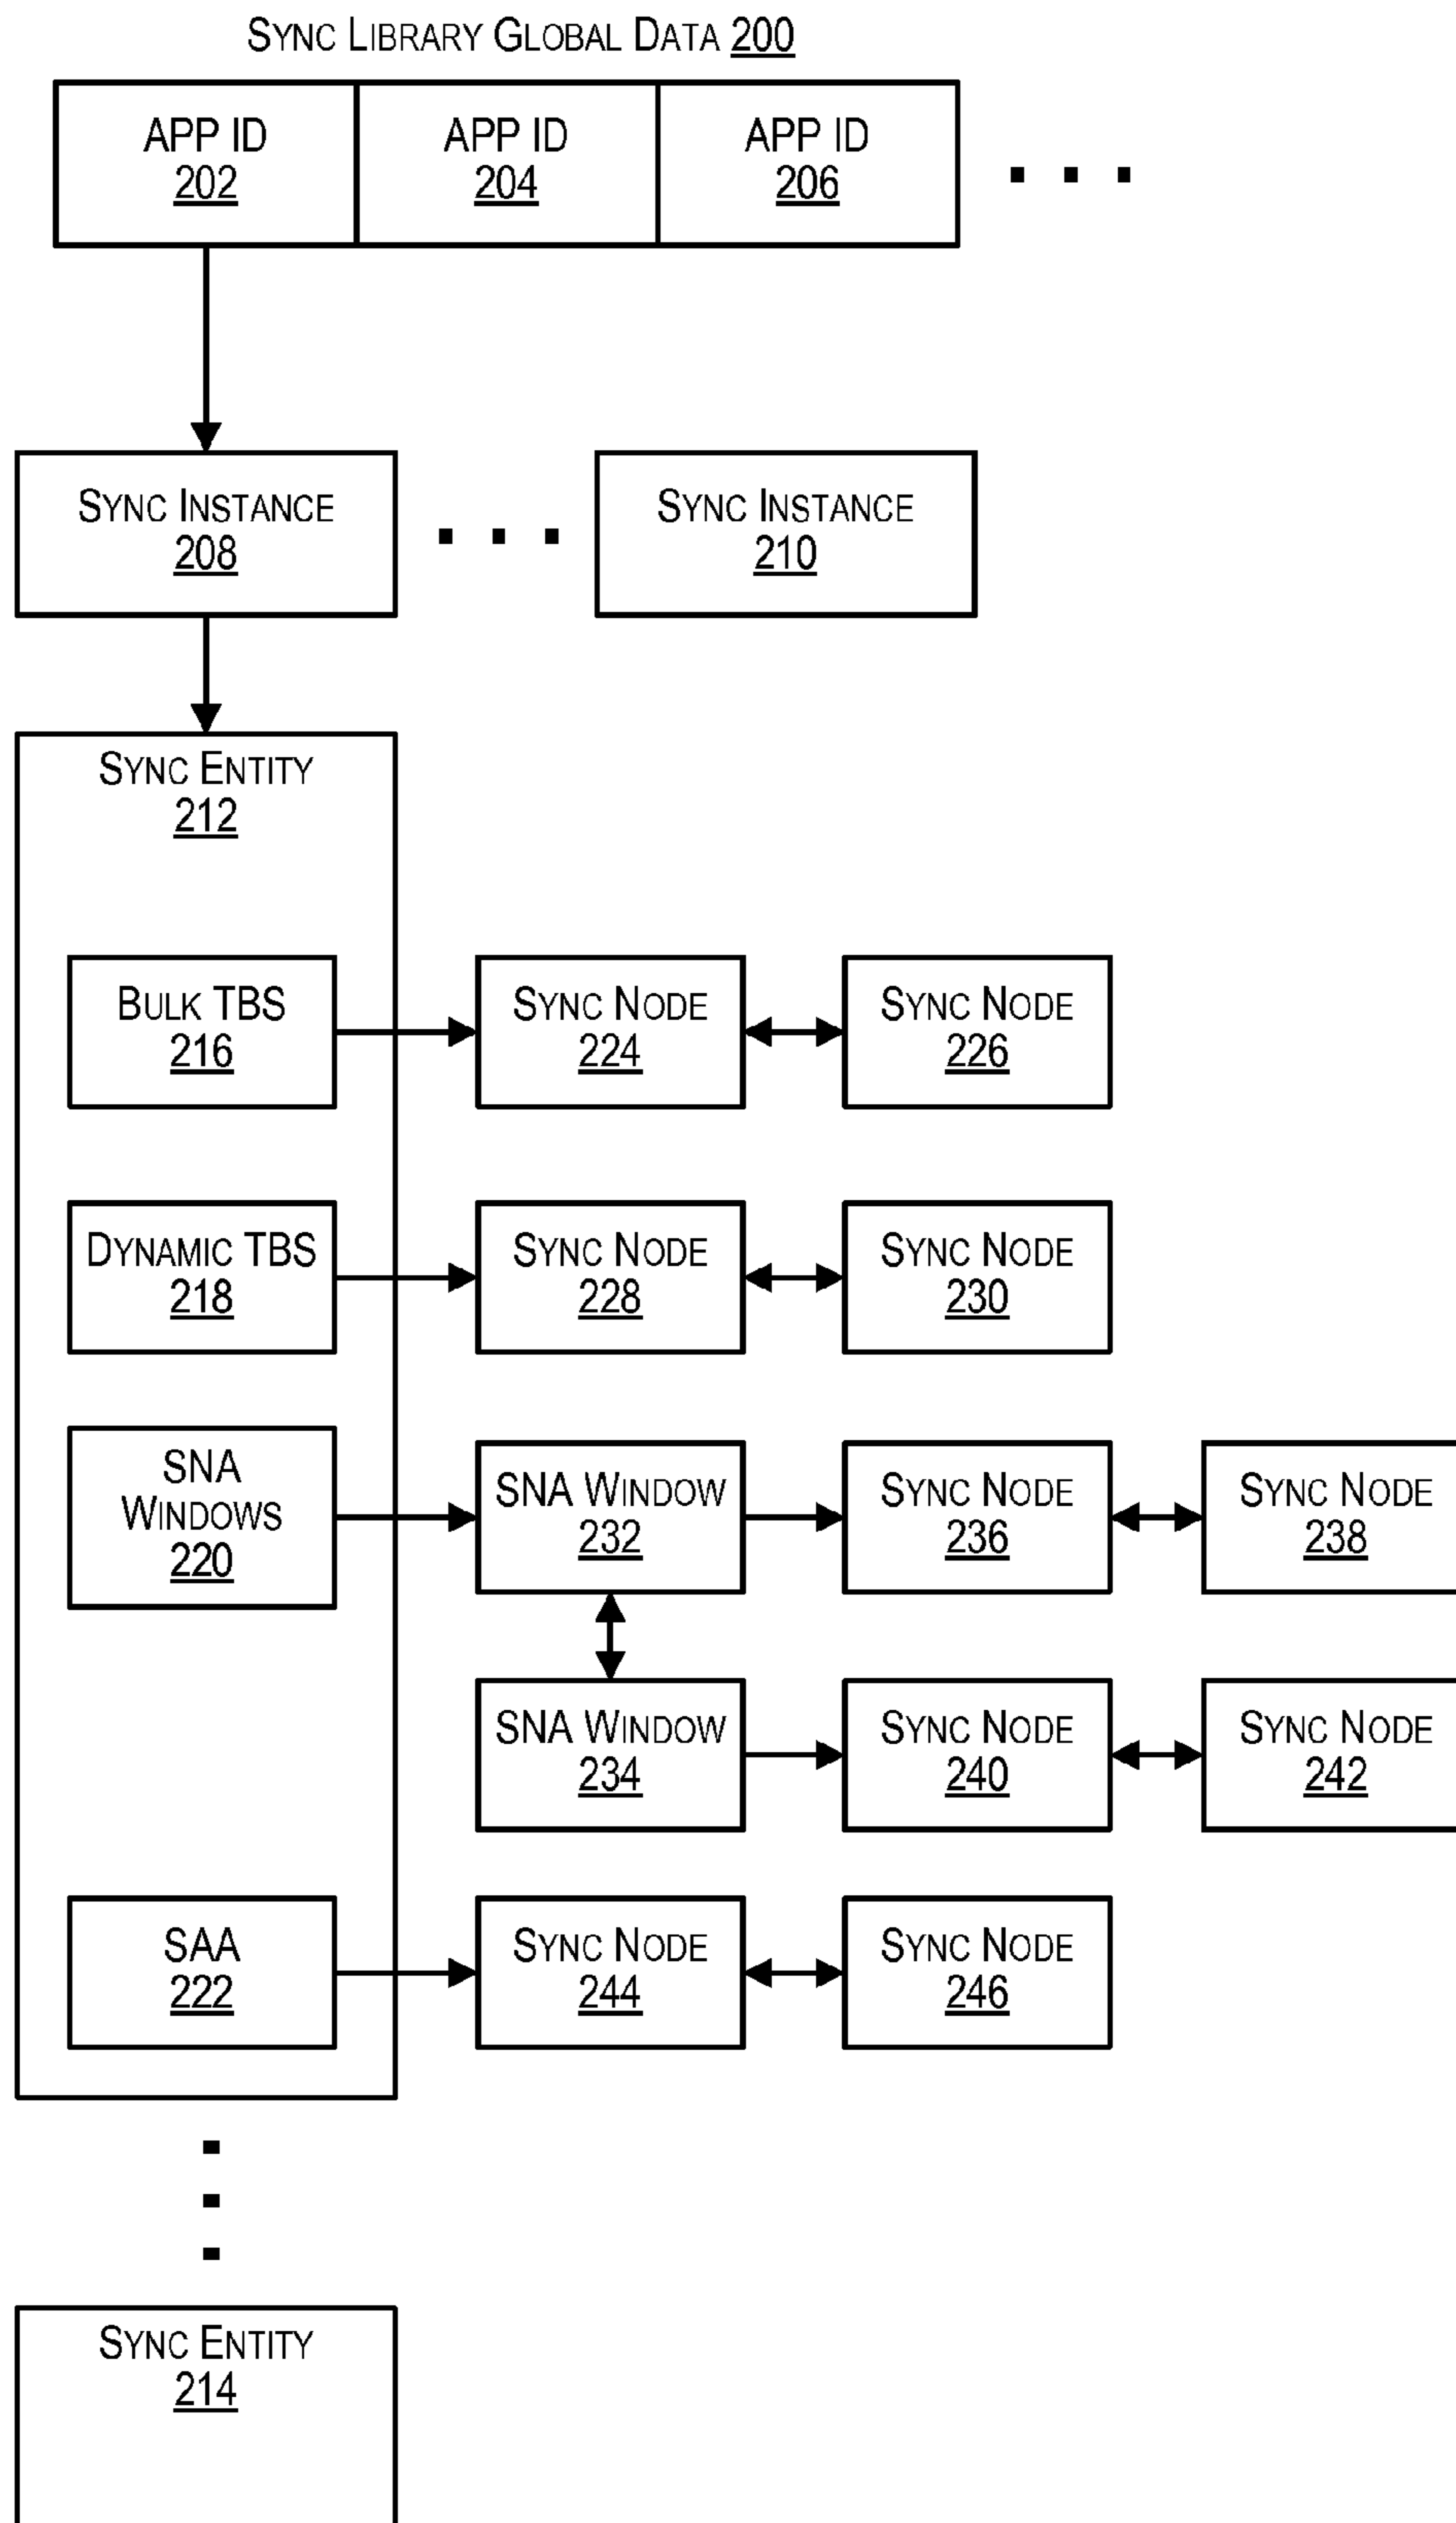 SYNC LIBRARY GLOBAL DATA 200
APP ID
202
APP ID
204
APP ID
206
SYNC INSTANCE
208
SYNC INSTANCE
210
SYNC ENTITY
212
BULK TBS
216
SYNC NODE
224
SYNC NODE
226
DYNAMIC TBS
218
SYNC NODE
228
SYNC NODE
230
SNA
WINDOWS
220
SNA WINDOW
232
SYNC NODE
236
SYNC NODE
238
SNA WINDOW
234
SYNC NODE
240
SYNC NODE
242
SAA
222
SYNC NODE
244
SYNC NODE
246
SYNC ENTITY
214